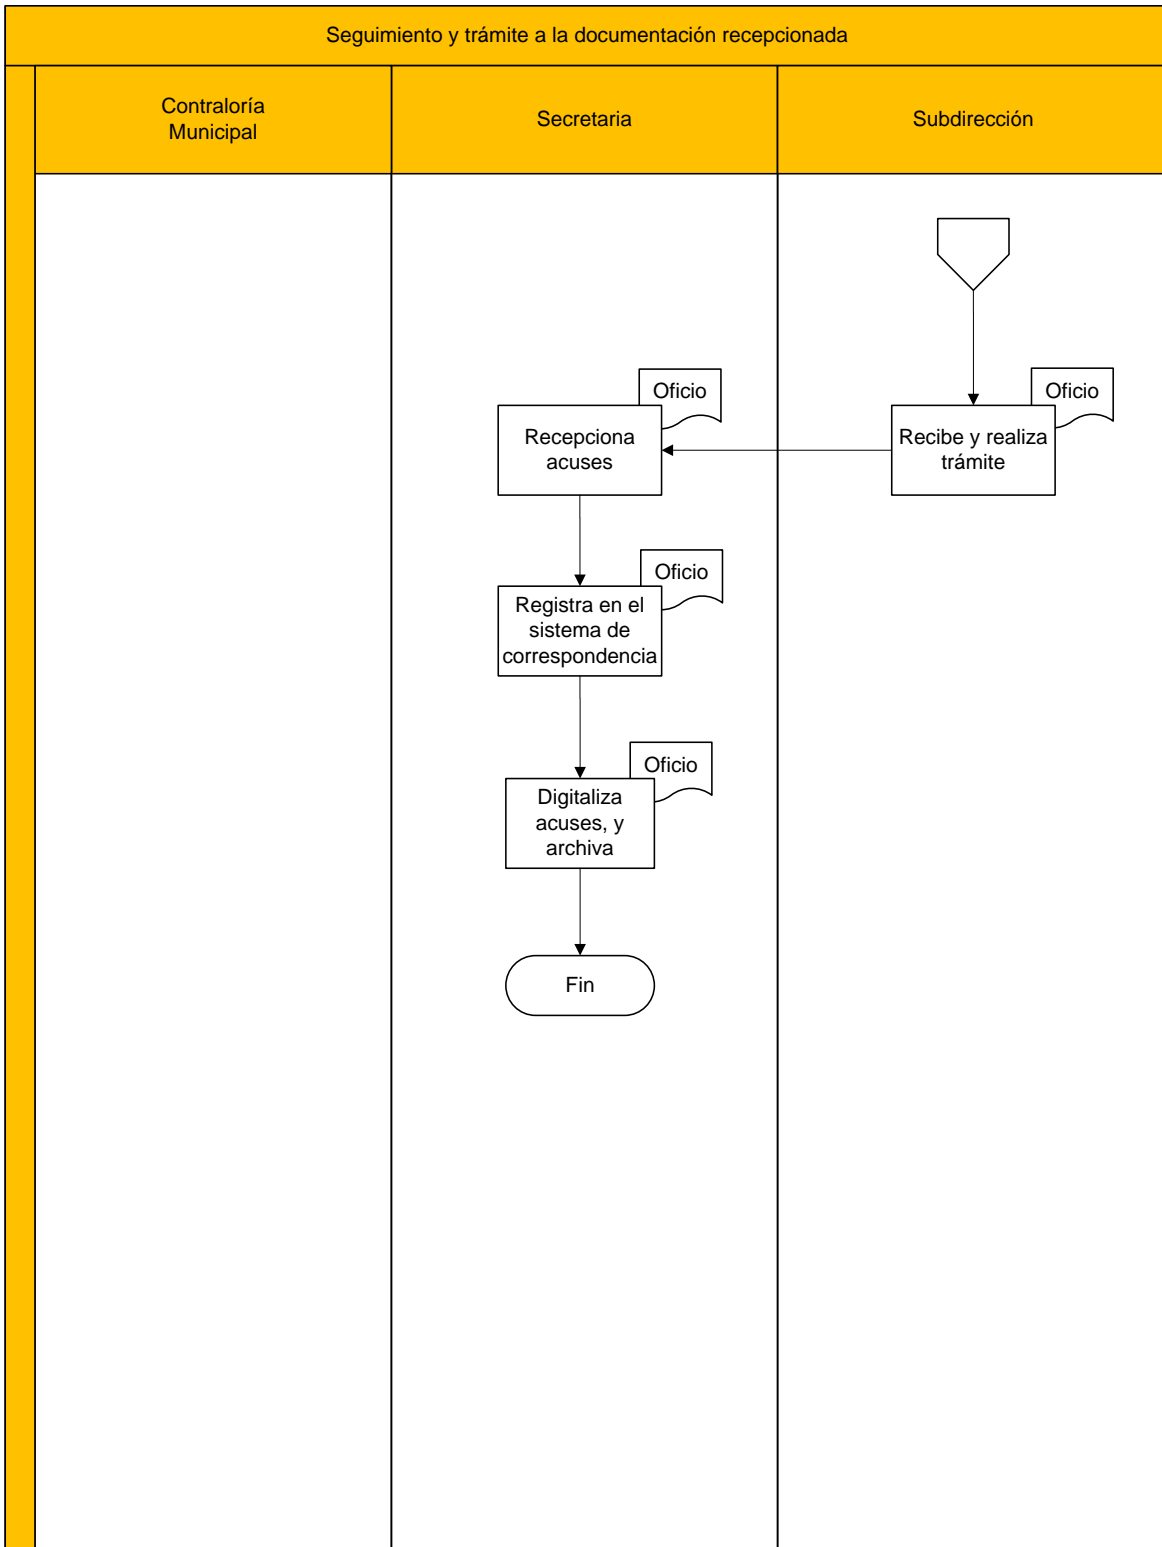 Seguimiento y trámite a la documentación recepcionada
Contraloría
Municipal
Secretaria
Subdirección
Oficio
Recibe y realiza
trámite
Oficio
Recepciona
acuses
Oficio
Registra en el
sistema de
correspondencia
Oficio
Digitaliza
acuses, y
archiva
Fin